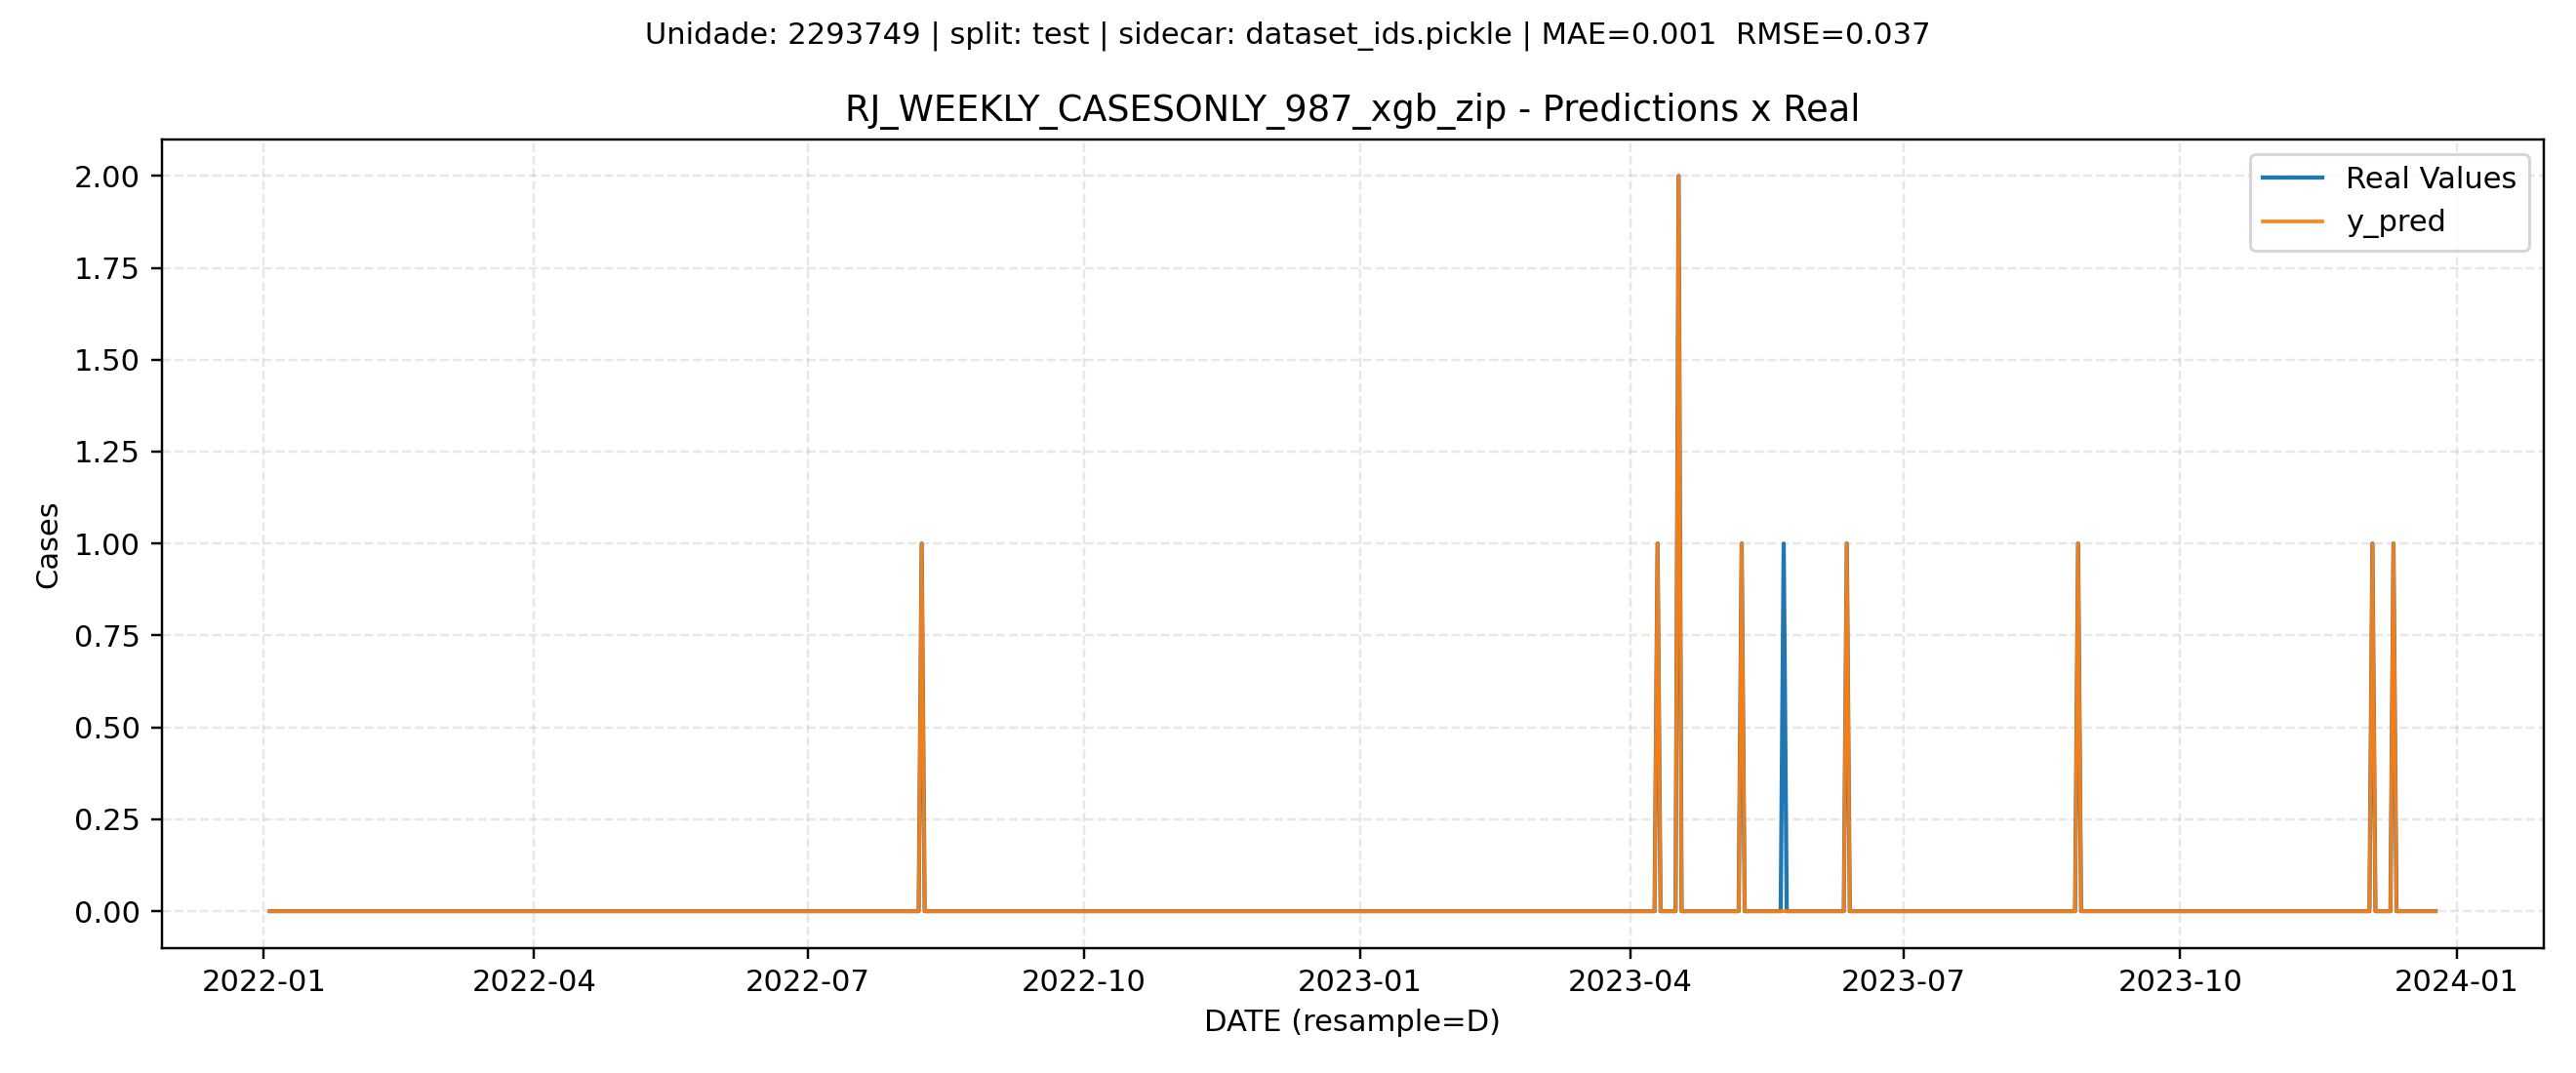 Unidade: 2293749 | split: test | sidecar: dataset_ids.pickle | MAE=0.001  RMSE=0.037
RJ_WEEKLY_CASESONLY_987_xgb_zip - Predictions x Real
Real Values
y_pred
Cases
2.00
1.75
1.50
1.25
1.00
0.75
0.50
0.25
0.00
2022-01 2022-04 2022-07 2022-10 2023-01 2023-04 2023-07 2023-10 2024-01
DATE (resample=D)